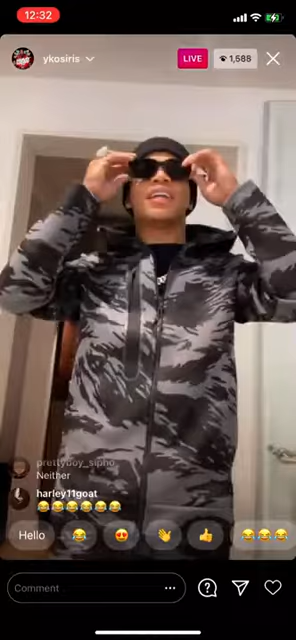 12:32
ykosiris
LIVE
1,588
prettyboy_sipho
Neither
harley11goat
😂😂😂😂😂😂
Hello 😂 😍 👋 👍 😂😂😂
Comment